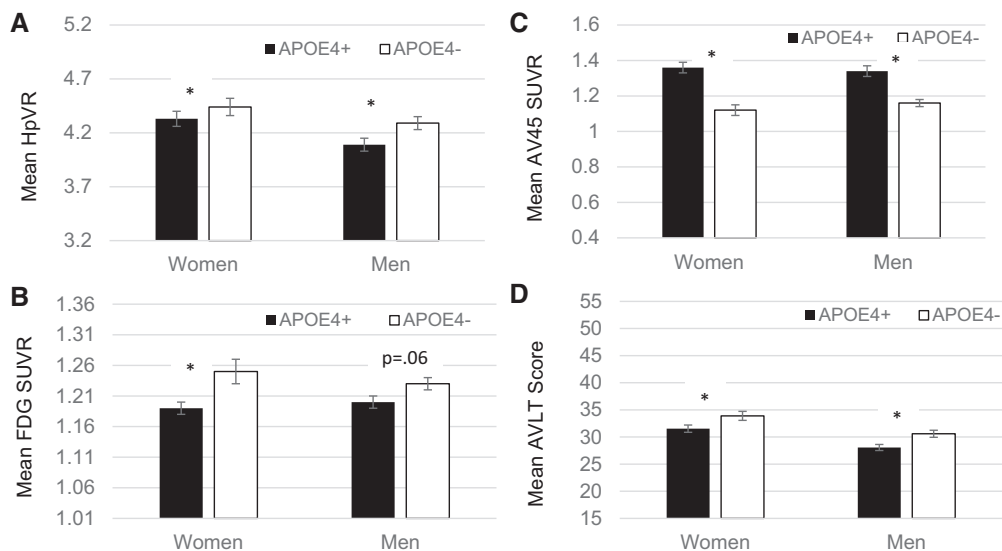 A
Mean HpVR
5.2
4.7
4.2
3.7
3.2
APOE4+ APOE4-
*
*
Women Men
B
Mean FDG SUVR
1.36
1.31
1.26
1.21
1.16
1.11
1.06
1.01
APOE4+ APOE4-
*
p=.06
Women Men
C
Mean AV45 SUVR
1.6
1.4
1.2
1
0.8
0.6
0.4
APOE4+ APOE4-
*
*
Women Men
D
Mean AVLT Score
55
50
45
40
35
30
25
20
15
APOE4+ APOE4-
*
*
Women Men